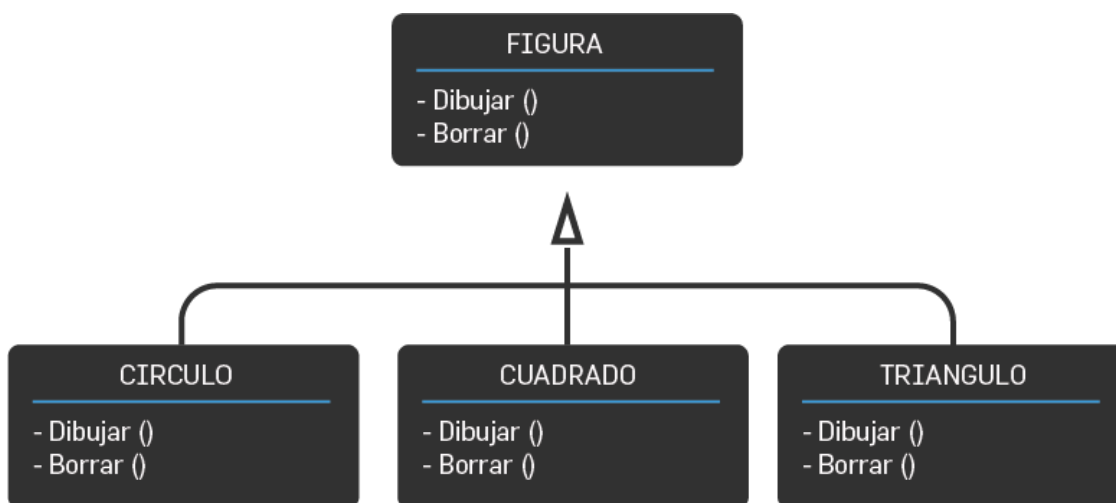 FIGURA
- Dibujar ()
- Borrar ()
CIRCULO
- Dibujar ()
- Borrar ()
CUADRADO
- Dibujar ()
- Borrar ()
TRIANGULO
- Dibujar ()
- Borrar ()